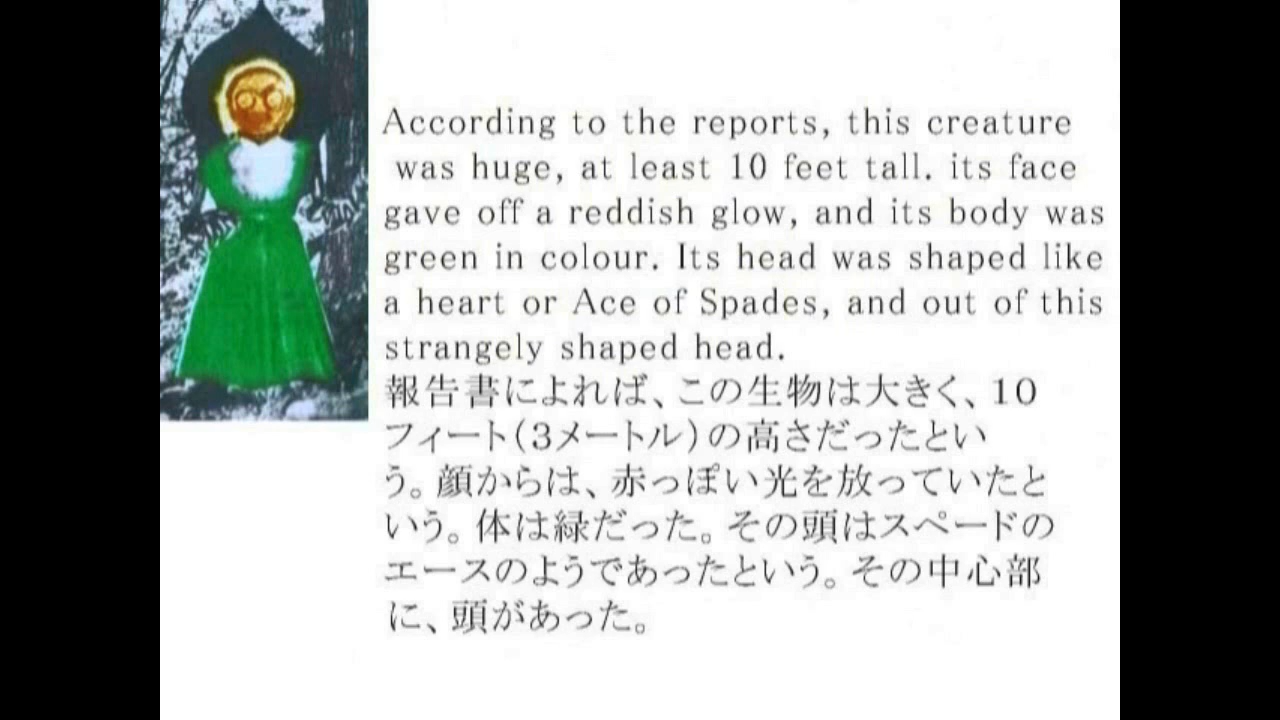 According to the reports, this creature
was huge, at least 10 feet tall. its face
gave off a reddish glow, and its body was
green in colour. Its head was shaped like
a heart or Ace of Spades, and out of this
strangely shaped head.
報告書によれば、この生物は大きく、10
フィート(3メートル)の高さだったとい
う。顔からは、赤っぽい光を放っていたと
いう。体は緑だった。その頭はスペードの
エースのようであったという。その中心部
に、頭があった。